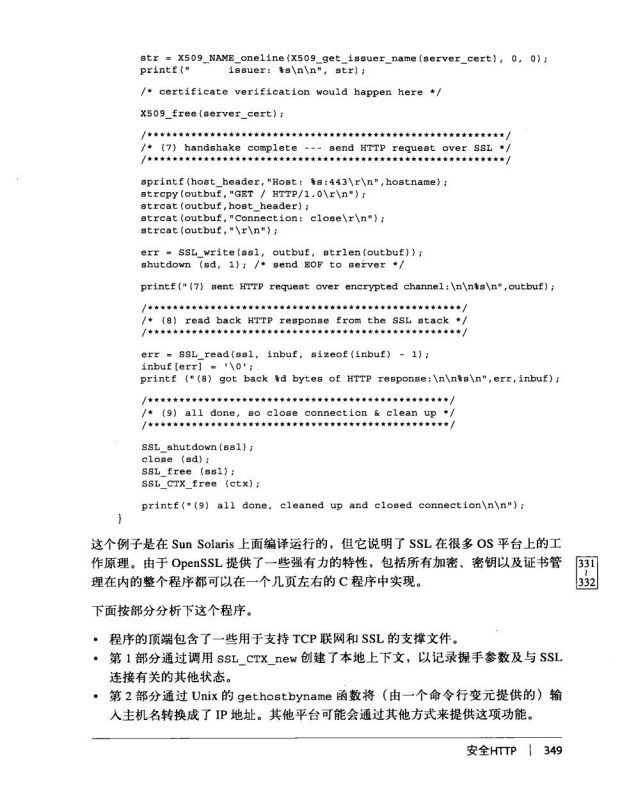 str = X509_NAME_oneline(X509_get_issuer_name(server_cert), 0, 0);
printf("      issuer: %s\n\n", str);
/* certificate verification would happen here */
X509_free(server_cert);
/*********************************************************/
/* (7) handshake complete --- send HTTP request over SSL */
/*********************************************************/
sprintf(host_header,"Host: %s:443\r\n",hostname);
strcpy(outbuf,"GET / HTTP/1.0\r\n");
strcat(outbuf,host_header);
strcat(outbuf,"Connection: close\r\n");
strcat(outbuf,"\r\n");
err = SSL_write(ssl, outbuf, strlen(outbuf));
shutdown (sd, 1); /* send EOF to server */
printf("(7) sent HTTP request over encrypted channel:\n\n%s\n",outbuf);
/**************************************************/
/* (8) read back HTTP response from the SSL stack */
/**************************************************/
err = SSL_read(ssl, inbuf, sizeof(inbuf) - 1);
inbuf[err] = '\0';
printf ("(8) got back %d bytes of HTTP response:\n\n%s\n",err,inbuf);
/************************************************/
/* (9) all done, so close connection & clean up */
/************************************************/
SSL_shutdown(ssl);
close (sd);
SSL_free (ssl);
SSL_CTX_free (ctx);
printf("(9) all done, cleaned up and closed connection\n\n");
}
这个例子是在 Sun Solaris 上面编译运行的，但它说明了 SSL 在很多 OS 平台上的工
作原理。由于 OpenSSL 提供了一些强有力的特性，包括所有加密、密钥以及证书管
理在内的整个程序都可以在一个几页左右的 C 程序中实现。
331
~
332
下面按部分分析下这个程序。
• 程序的顶端包含了一些用于支持 TCP 联网和 SSL 的支撑文件。
• 第 1 部分通过调用 SSL_CTX_new 创建了本地上下文，以记录握手参数及与 SSL
连接有关的其他状态。
• 第 2 部分通过 Unix 的 gethostbyname 函数将（由一个命令行变元提供的）输
入主机名转换成了 IP 地址。其他平台可能会通过其他方式来提供这项功能。
安全HTTP | 349